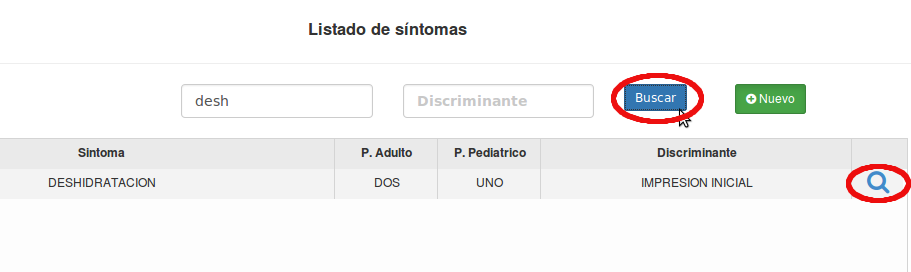 Listado de síntomas
desh Discriminante Buscar Nuevo
Sintoma P. Adulto P. Pediatrico Discriminante
DESHIDRATACION DOS UNO IMPRESION INICIAL